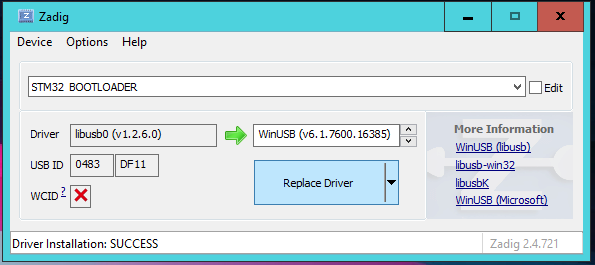 Zadig
Device Options Help
STM32 BOOTLOADER
Edit
Driver libusb0 (v1.2.6.0) WinUSB (v6.1.7600.16385)
USB ID 0483 DF11
WCID ?
Replace Driver
More Information
WinUSB (libusb)
libusb-win32
libusbK
WinUSB (Microsoft)
Driver Installation: SUCCESS
Zadig 2.4.721